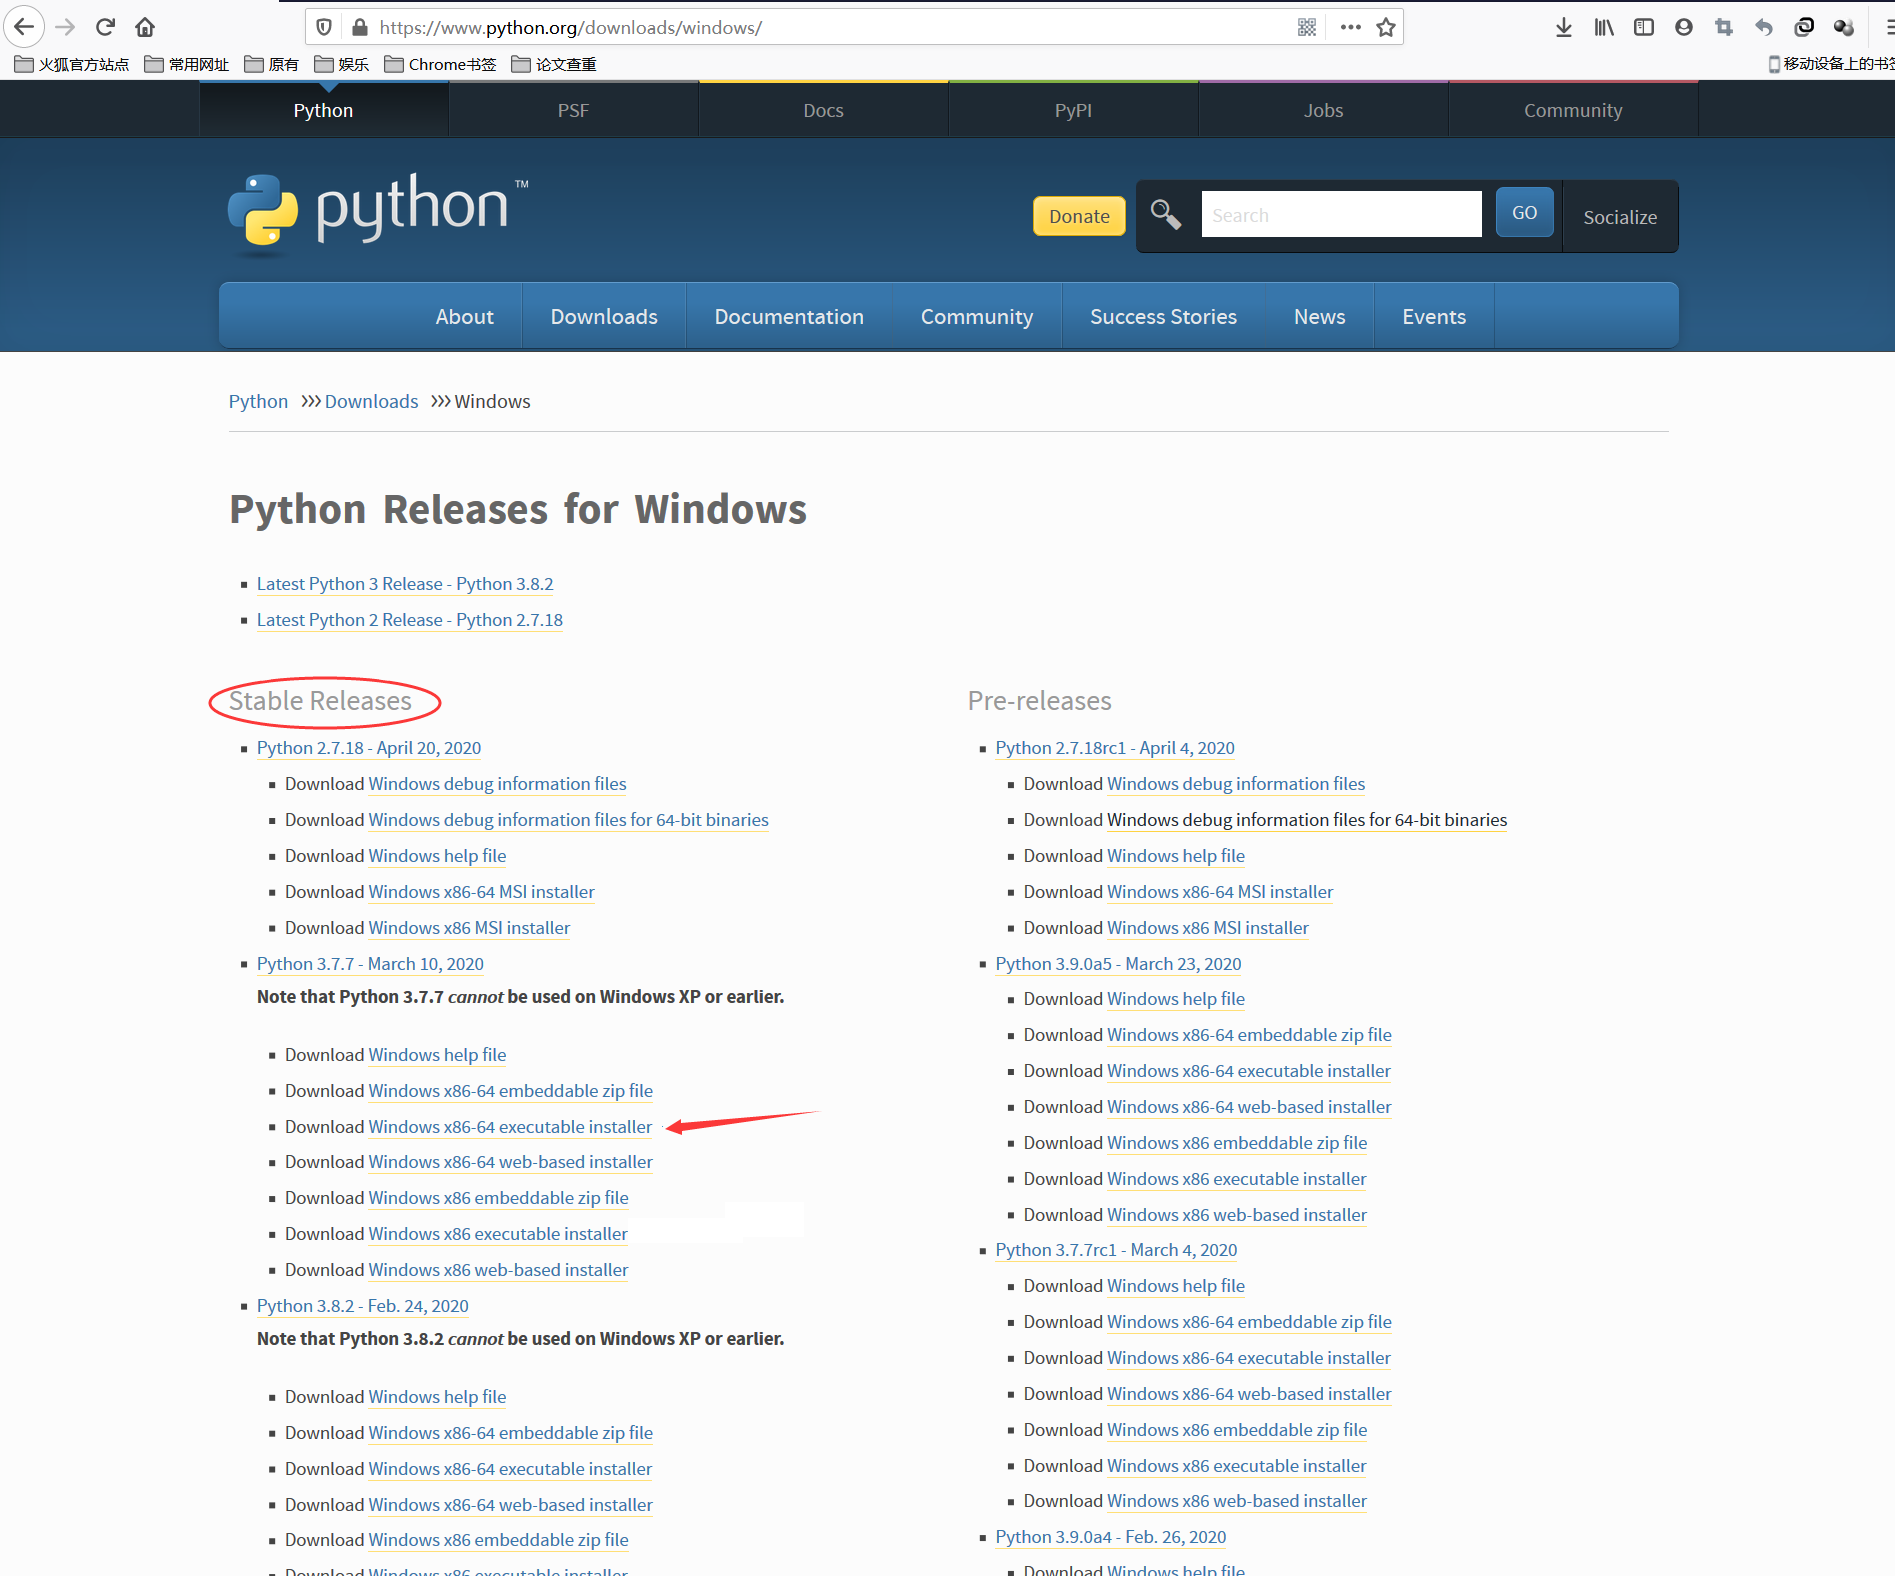 https://www.python.org/downloads/windows/
火狐官方站点 常用网址 原有 娱乐 Chrome书签 论文查重 移动设备上的书签
Python PSF Docs PyPI Jobs Community
python™ Donate Search GO Socialize
About Downloads Documentation Community Success Stories News Events
Python >>> Downloads >>> Windows
Python Releases for Windows
Latest Python 3 Release - Python 3.8.2
Latest Python 2 Release - Python 2.7.18
Stable Releases
Python 2.7.18 - April 20, 2020
Download Windows debug information files
Download Windows debug information files for 64-bit binaries
Download Windows help file
Download Windows x86-64 MSI installer
Download Windows x86 MSI installer
Python 3.7.7 - March 10, 2020
Note that Python 3.7.7 cannot be used on Windows XP or earlier.
Download Windows help file
Download Windows x86-64 embeddable zip file
Download Windows x86-64 executable installer
Download Windows x86-64 web-based installer
Download Windows x86 embeddable zip file
Download Windows x86 executable installer
Download Windows x86 web-based installer
Python 3.8.2 - Feb. 24, 2020
Note that Python 3.8.2 cannot be used on Windows XP or earlier.
Download Windows help file
Download Windows x86-64 embeddable zip file
Download Windows x86-64 executable installer
Download Windows x86-64 web-based installer
Download Windows x86 embeddable zip file
Download Windows x86 executable installer
Pre-releases
Python 2.7.18rc1 - April 4, 2020
Download Windows debug information files
Download Windows debug information files for 64-bit binaries
Download Windows help file
Download Windows x86-64 MSI installer
Download Windows x86 MSI installer
Python 3.9.0a5 - March 23, 2020
Download Windows help file
Download Windows x86-64 embeddable zip file
Download Windows x86-64 executable installer
Download Windows x86-64 web-based installer
Download Windows x86 embeddable zip file
Download Windows x86 executable installer
Download Windows x86 web-based installer
Python 3.7.7rc1 - March 4, 2020
Download Windows help file
Download Windows x86-64 embeddable zip file
Download Windows x86-64 executable installer
Download Windows x86-64 web-based installer
Download Windows x86 embeddable zip file
Download Windows x86 executable installer
Download Windows x86 web-based installer
Python 3.9.0a4 - Feb. 26, 2020
Download Windows help file